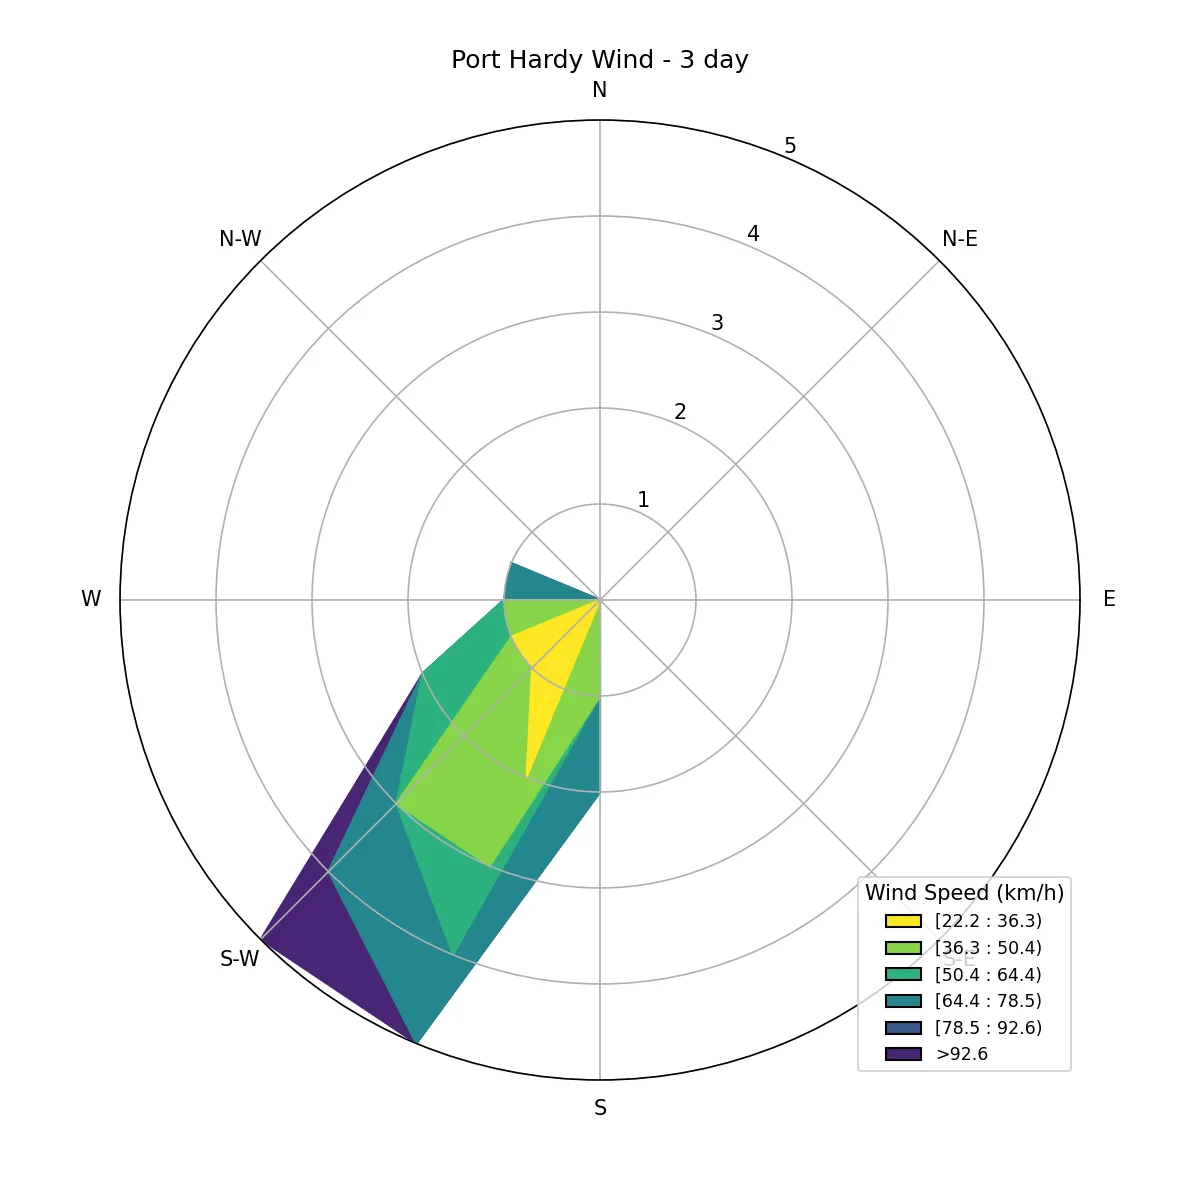 Port Hardy Wind - 3 day
N
5
N-W
N-E
4
3
2
1
W
E
Wind Speed (km/h)
[22.2 : 36.3)
[36.3 : 50.4)
S-W
S-E
[50.4 : 64.4)
[64.4 : 78.5)
[78.5 : 92.6)
>92.6
S